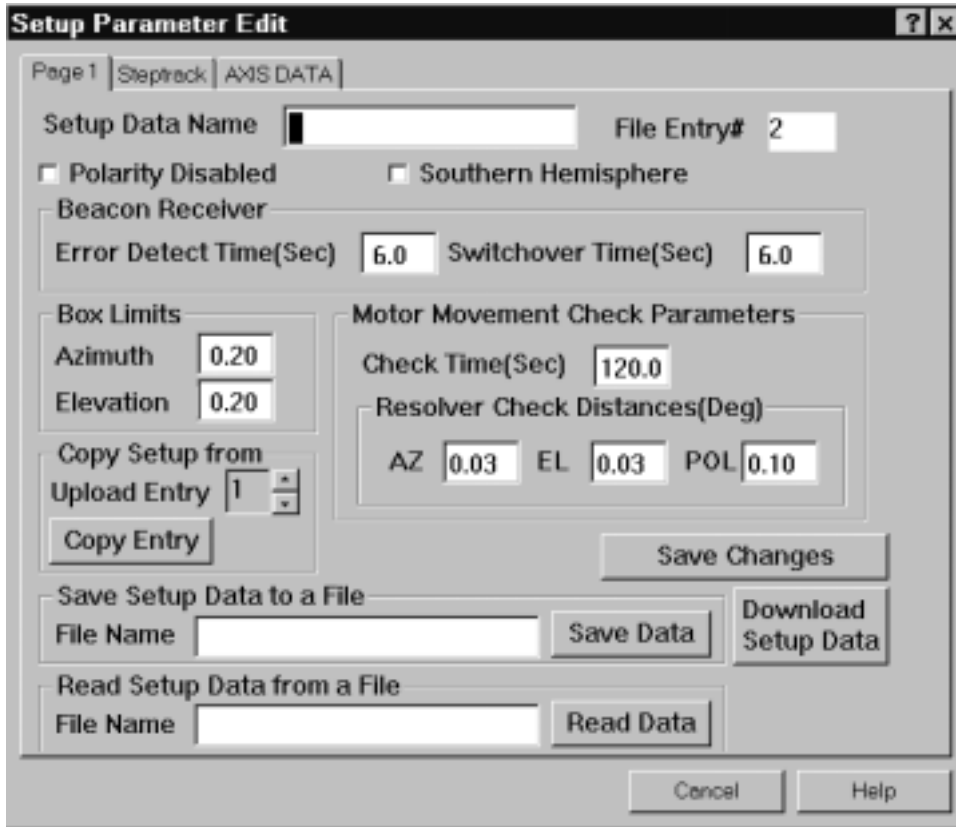 Setup Parameter Edit ? ×
Page 1 Steptrack AXIS DATA
Setup Data Name File Entry# 2
Polarity Disabled Southern Hemisphere
Beacon Receiver
Error Detect Time(Sec) 6.0 Switchover Time(Sec) 6.0
Box Limits
Azimuth 0.20
Elevation 0.20
Motor Movement Check Parameters
Check Time(Sec) 120.0
Resolver Check Distances(Deg)
AZ 0.03 EL 0.03 POL 0.10
Copy Setup from
Upload Entry 1
Copy Entry
Save Changes
Save Setup Data to a File
File Name Save Data
Download
Setup Data
Read Setup Data from a File
File Name Read Data
Cancel Help